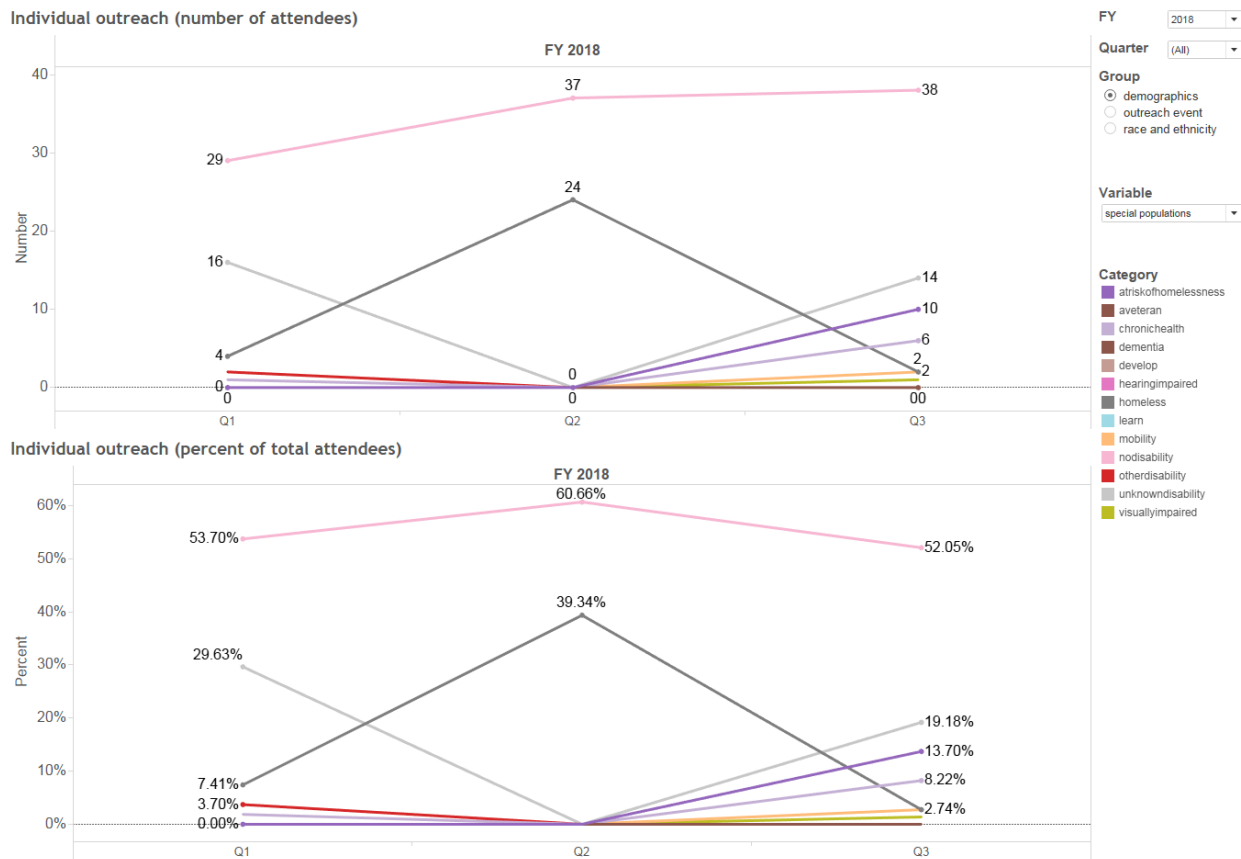 Individual outreach (number of attendees)
FY 2018
40
30
20
10
0
Number
29
37
38
24
16
14
10
6
4
2
2
0
0
0
0
00
Q1
Q2
Q3
Individual outreach (percent of total attendees)
FY 2018
60%
50%
40%
30%
20%
10%
0%
Percent
60.66%
53.70%
52.05%
39.34%
29.63%
19.18%
13.70%
8.22%
7.41%
3.70%
2.74%
0.00%
Q1
Q2
Q3
FY
2018
Quarter
(All)
Group
demographics
outreach event
race and ethnicity
Variable
special populations
Category
atriskofhomelessness
aveteran
chronichealth
dementia
develop
hearingimpaired
homeless
learn
mobility
nodisability
otherdisability
unknowndisability
visuallyimpaired